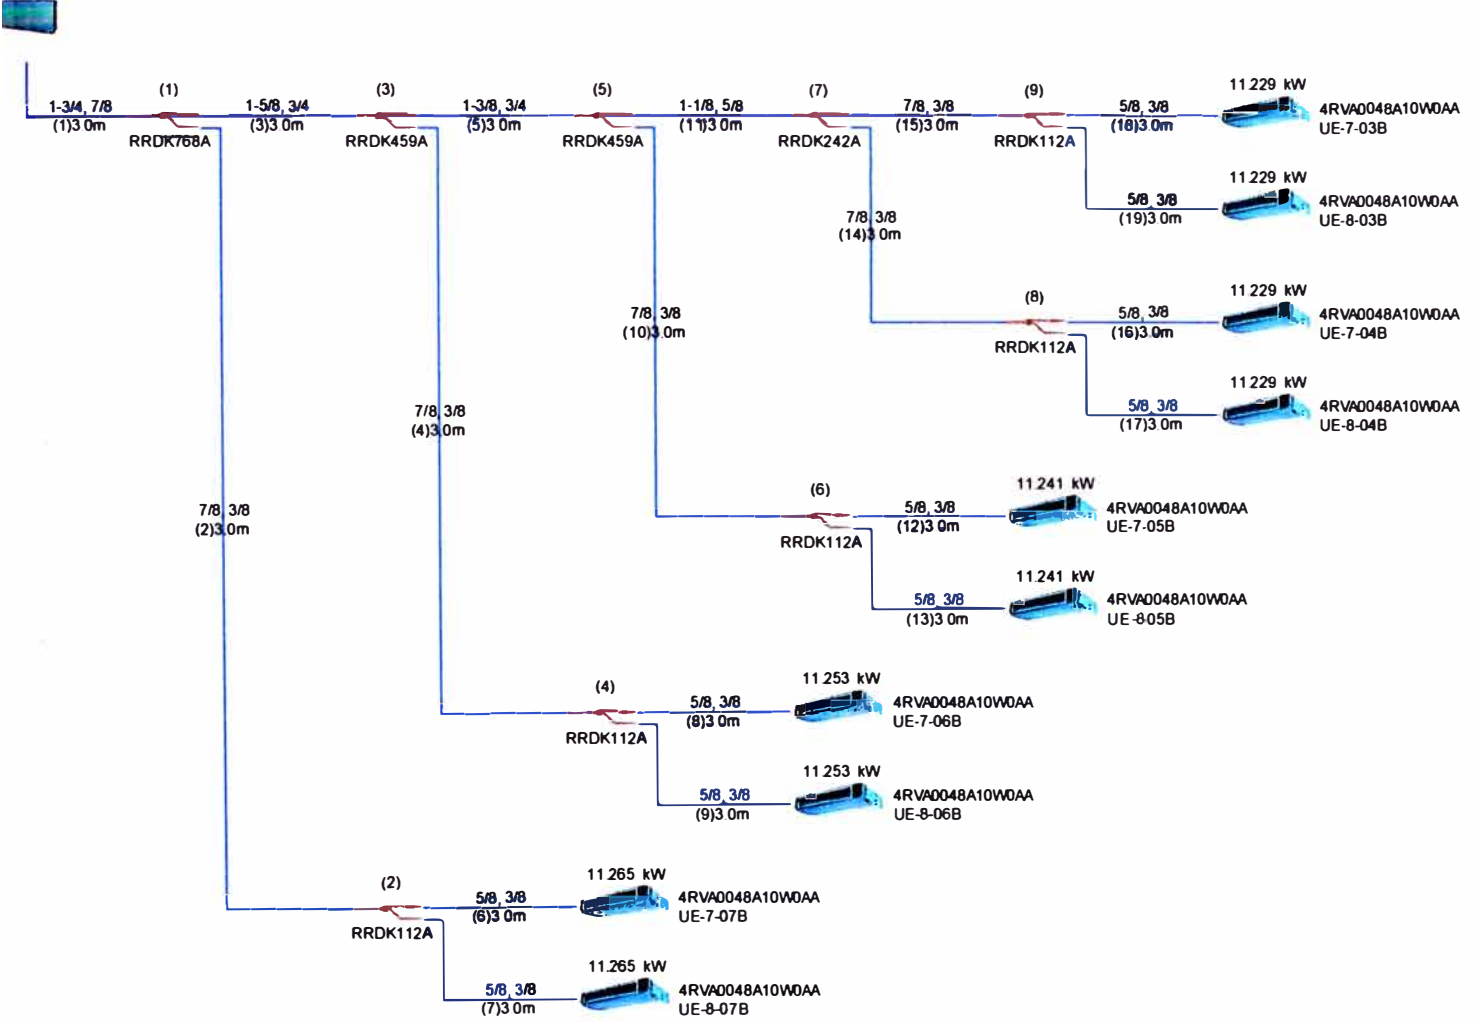 (1)
(3)
(5)
(7)
(9)
11.229 kW
1-3/4, 7/8
1-5/8, 3/4
1-3/8, 3/4
1-1/8, 5/8
7/8, 3/8
5/8, 3/8
4RVA0048A10W0AA
(1)3.0m
(3)3.0m
(5)3.0m
(11)3.0m
(15)3.0m
(18)3.0m
UE-7-03B
RRDK768A
RRDK459A
RRDK459A
RRDK242A
RRDK112A
11.229 kW
5/8, 3/8
4RVA0048A10W0AA
(19)3.0m
UE-8-03B
7/8, 3/8
(14)3.0m
(8)
11.229 kW
5/8, 3/8
4RVA0048A10W0AA
(16)3.0m
UE-7-04B
RRDK112A
7/8, 3/8
(10)3.0m
11.229 kW
5/8, 3/8
4RVA0048A10W0AA
(17)3.0m
UE-8-04B
7/8, 3/8
(4)3.0m
(6)
11.241 kW
5/8, 3/8
4RVA0048A10W0AA
(12)3.0m
UE-7-05B
RRDK112A
7/8, 3/8
(2)3.0m
11.241 kW
5/8, 3/8
4RVA0048A10W0AA
(13)3.0m
UE-8-05B
(4)
11.253 kW
5/8, 3/8
4RVA0048A10W0AA
(8)3.0m
UE-7-06B
RRDK112A
11.253 kW
5/8, 3/8
4RVA0048A10W0AA
(9)3.0m
UE-8-06B
(2)
11.265 kW
5/8, 3/8
4RVA0048A10W0AA
(6)3.0m
UE-7-07B
RRDK112A
11.265 kW
5/8, 3/8
4RVA0048A10W0AA
(7)3.0m
UE-8-07B